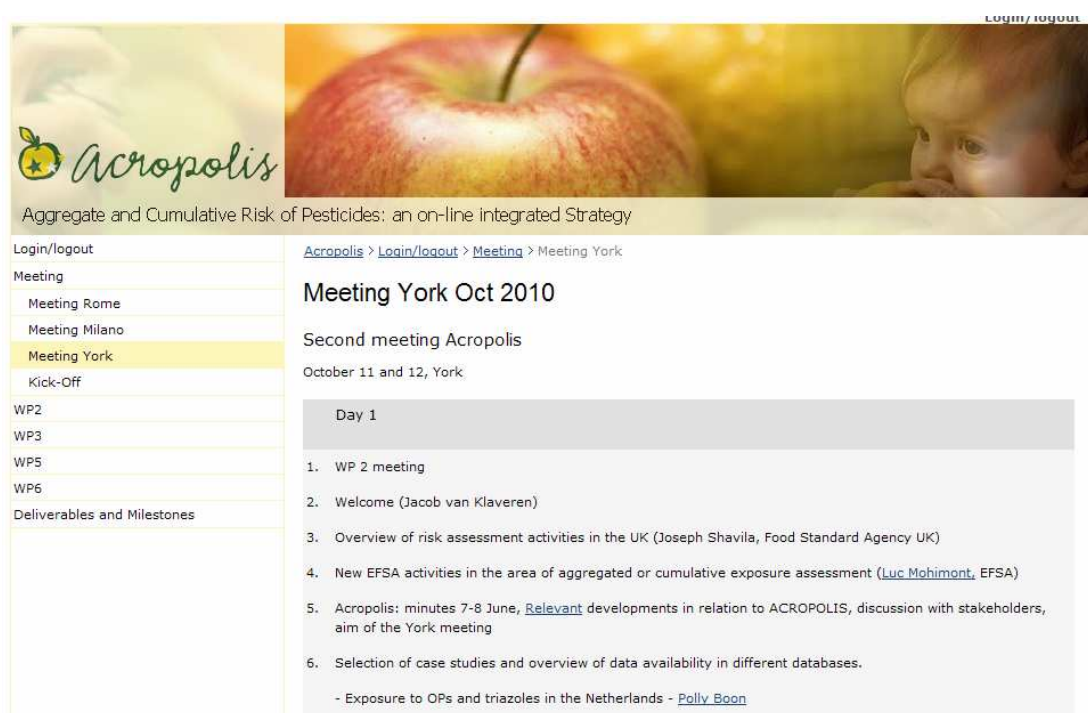 Login/logout
Acropolis
Aggregate and Cumulative Risk of Pesticides: an on-line integrated Strategy
Login/logout
Meeting
Meeting Rome
Meeting Milano
Meeting York
Kick-Off
WP2
WP3
WP5
WP6
Deliverables and Milestones
Acropolis > Login/logout > Meeting > Meeting York
Meeting York Oct 2010
Second meeting Acropolis
October 11 and 12, York
Day 1
1. WP 2 meeting
2. Welcome (Jacob van Klaveren)
3. Overview of risk assessment activities in the UK (Joseph Shavila, Food Standard Agency UK)
4. New EFSA activities in the area of aggregated or cumulative exposure assessment (Luc Mohimont, EFSA)
5. Acropolis: minutes 7-8 June, Relevant developments in relation to ACROPOLIS, discussion with stakeholders,
aim of the York meeting
6. Selection of case studies and overview of data availability in different databases.
- Exposure to OPs and triazoles in the Netherlands - Polly Boon